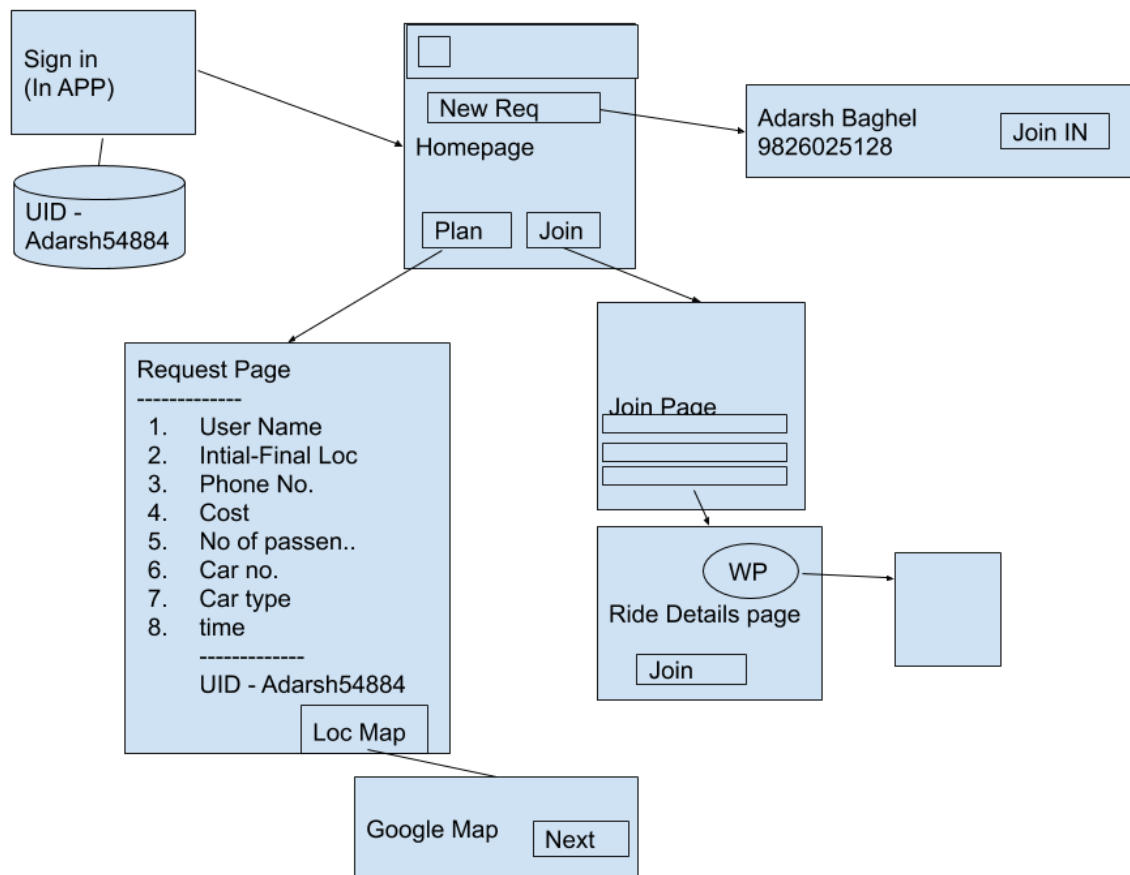 Sign in
(In APP)
UID -
Adarsh54884
New Req
Homepage
Plan
Join
Adarsh Baghel
9826025128
Join IN
Request Page
-------------
1. User Name
2. Intial-Final Loc
3. Phone No.
4. Cost
5. No of passen..
6. Car no.
7. Car type
8. time
-------------
UID - Adarsh54884
Loc Map
Google Map
Next
Join Page
WP
Ride Details page
Join